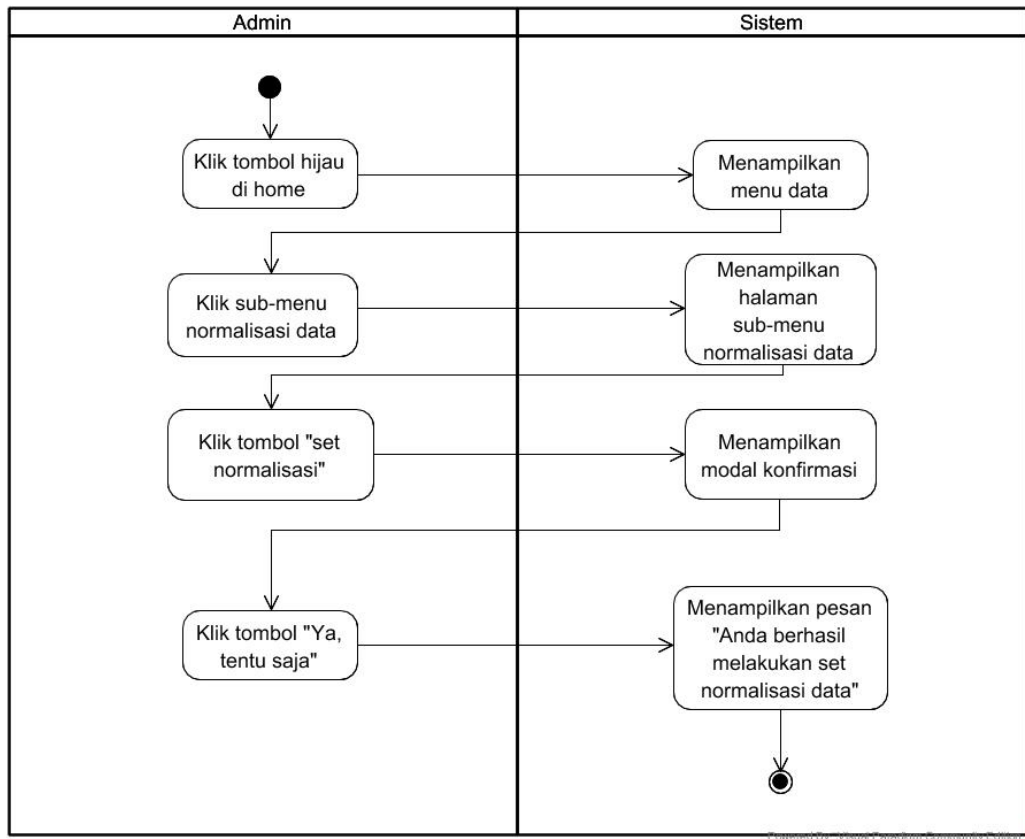 Admin
Sistem
Klik tombol hijau
di home
Menampilkan
menu data
Klik sub-menu
normalisasi data
Menampilkan
halaman
sub-menu
normalisasi data
Klik tombol "set
normalisasi"
Menampilkan
modal konfirmasi
Klik tombol "Ya,
tentu saja"
Menampilkan pesan
"Anda berhasil
melakukan set
normalisasi data"